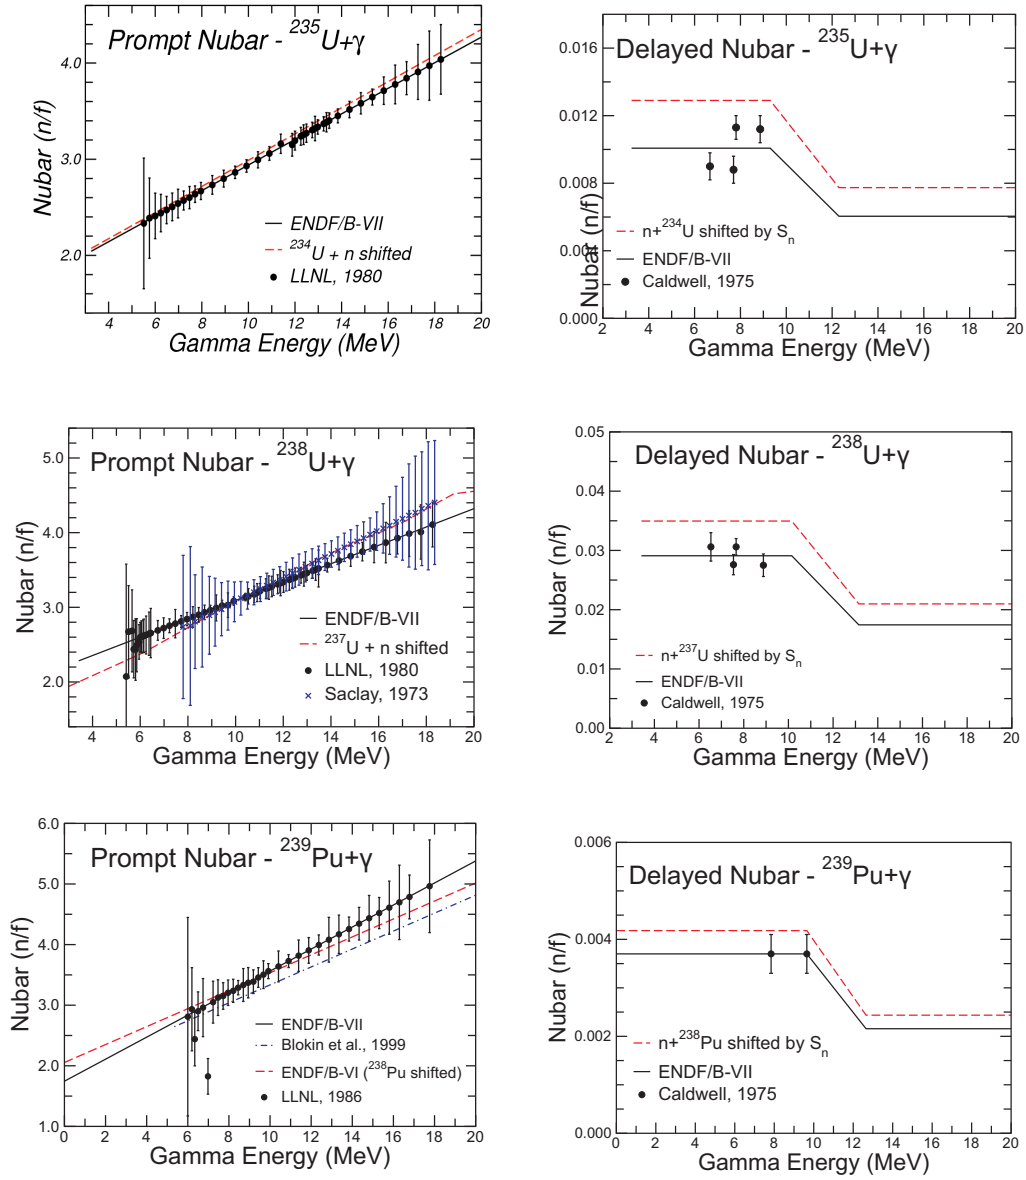 Prompt Nubar - 235U+γ
Nubar (n/f)
4.0
3.0
2.0
ENDF/B-VII
234U + n shifted
LLNL, 1980
4 6 8 10 12 14 16 18 20
Gamma Energy (MeV)
Delayed Nubar - 235U+γ
Nubar (n/f)
0.016
0.012
0.008
0.004
0.000
n+234U shifted by Sn
ENDF/B-VII
Caldwell, 1975
2 4 6 8 10 12 14 16 18 20
Gamma Energy (MeV)
Prompt Nubar - 238U+γ
Nubar (n/f)
5.0
4.0
3.0
2.0
ENDF/B-VII
237U + n shifted
LLNL, 1980
Saclay, 1973
4 6 8 10 12 14 16 18 20
Gamma Energy (MeV)
Delayed Nubar - 238U+γ
Nubar (n/f)
0.05
0.04
0.03
0.02
0.01
0.00
n+237U shifted by Sn
ENDF/B-VII
Caldwell, 1975
2 4 6 8 10 12 14 16 18 20
Gamma Energy (MeV)
Prompt Nubar - 239Pu+γ
Nubar (n/f)
6.0
5.0
4.0
3.0
2.0
1.0
ENDF/B-VII
Blokin et al., 1999
ENDF/B-VI (238Pu shifted)
LLNL, 1986
0 2 4 6 8 10 12 14 16 18 20
Gamma Energy (MeV)
Delayed Nubar - 239Pu+γ
Nubar (n/f)
0.006
0.004
0.002
0.000
n+238Pu shifted by Sn
ENDF/B-VII
Caldwell, 1975
0 2 4 6 8 10 12 14 16 18 20
Gamma Energy (MeV)